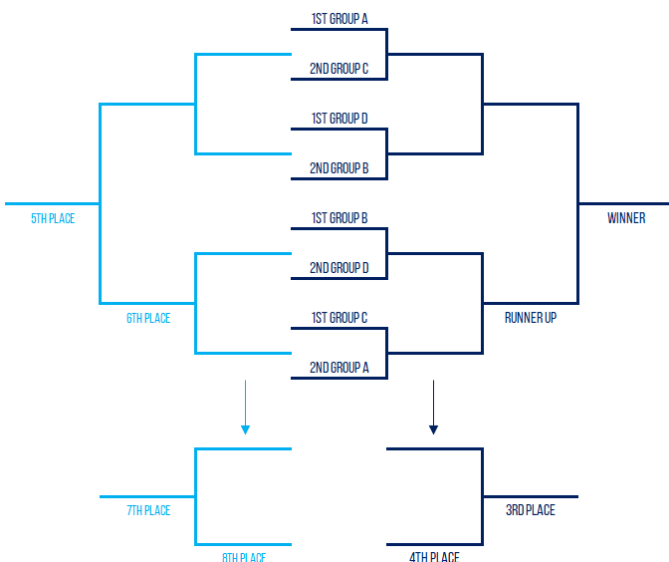 1ST GROUP A
2ND GROUP C
1ST GROUP D
2ND GROUP B
5TH PLACE
WINNER
1ST GROUP B
2ND GROUP D
6TH PLACE
RUNNER UP
1ST GROUP C
2ND GROUP A
7TH PLACE
3RD PLACE
8TH PLACE
4TH PLACE